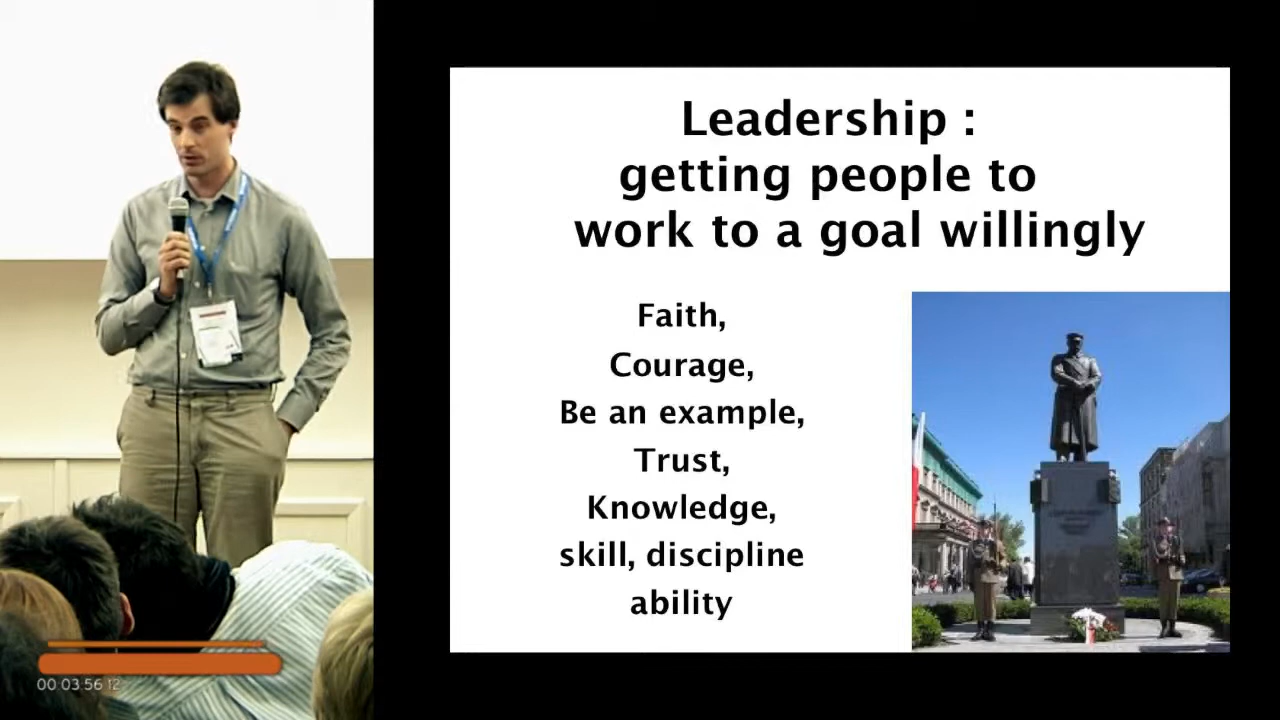 Leadership :
getting people to
work to a goal willingly
Faith,
Courage,
Be an example,
Trust,
Knowledge,
skill, discipline
ability
00:03:56:12